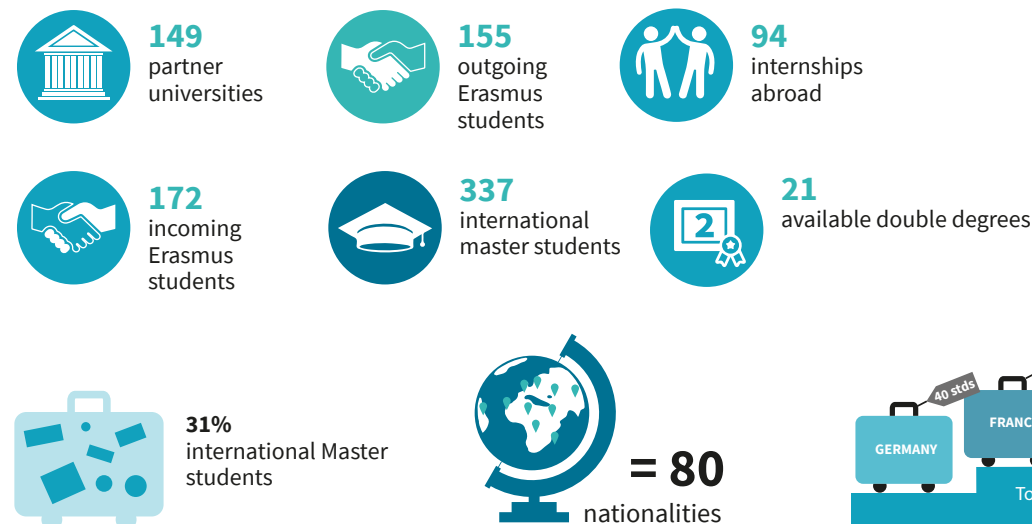 149
partner
universities
155
outgoing
Erasmus
students
94
internships
abroad
172
incoming
Erasmus
students
337
international
master students
2
21
available double degrees
31%
international Master
students
= 80
nationalities
40 stds
GERMANY